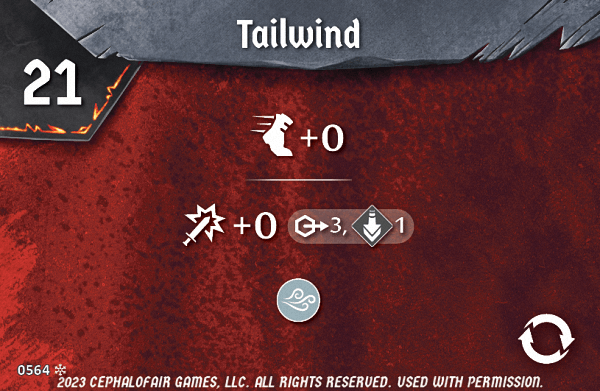 Tailwind
21
+0
+0 3, 1
0564
2023 CEPHALOFAIR GAMES, LLC. ALL RIGHTS RESERVED. USED WITH PERMISSION.